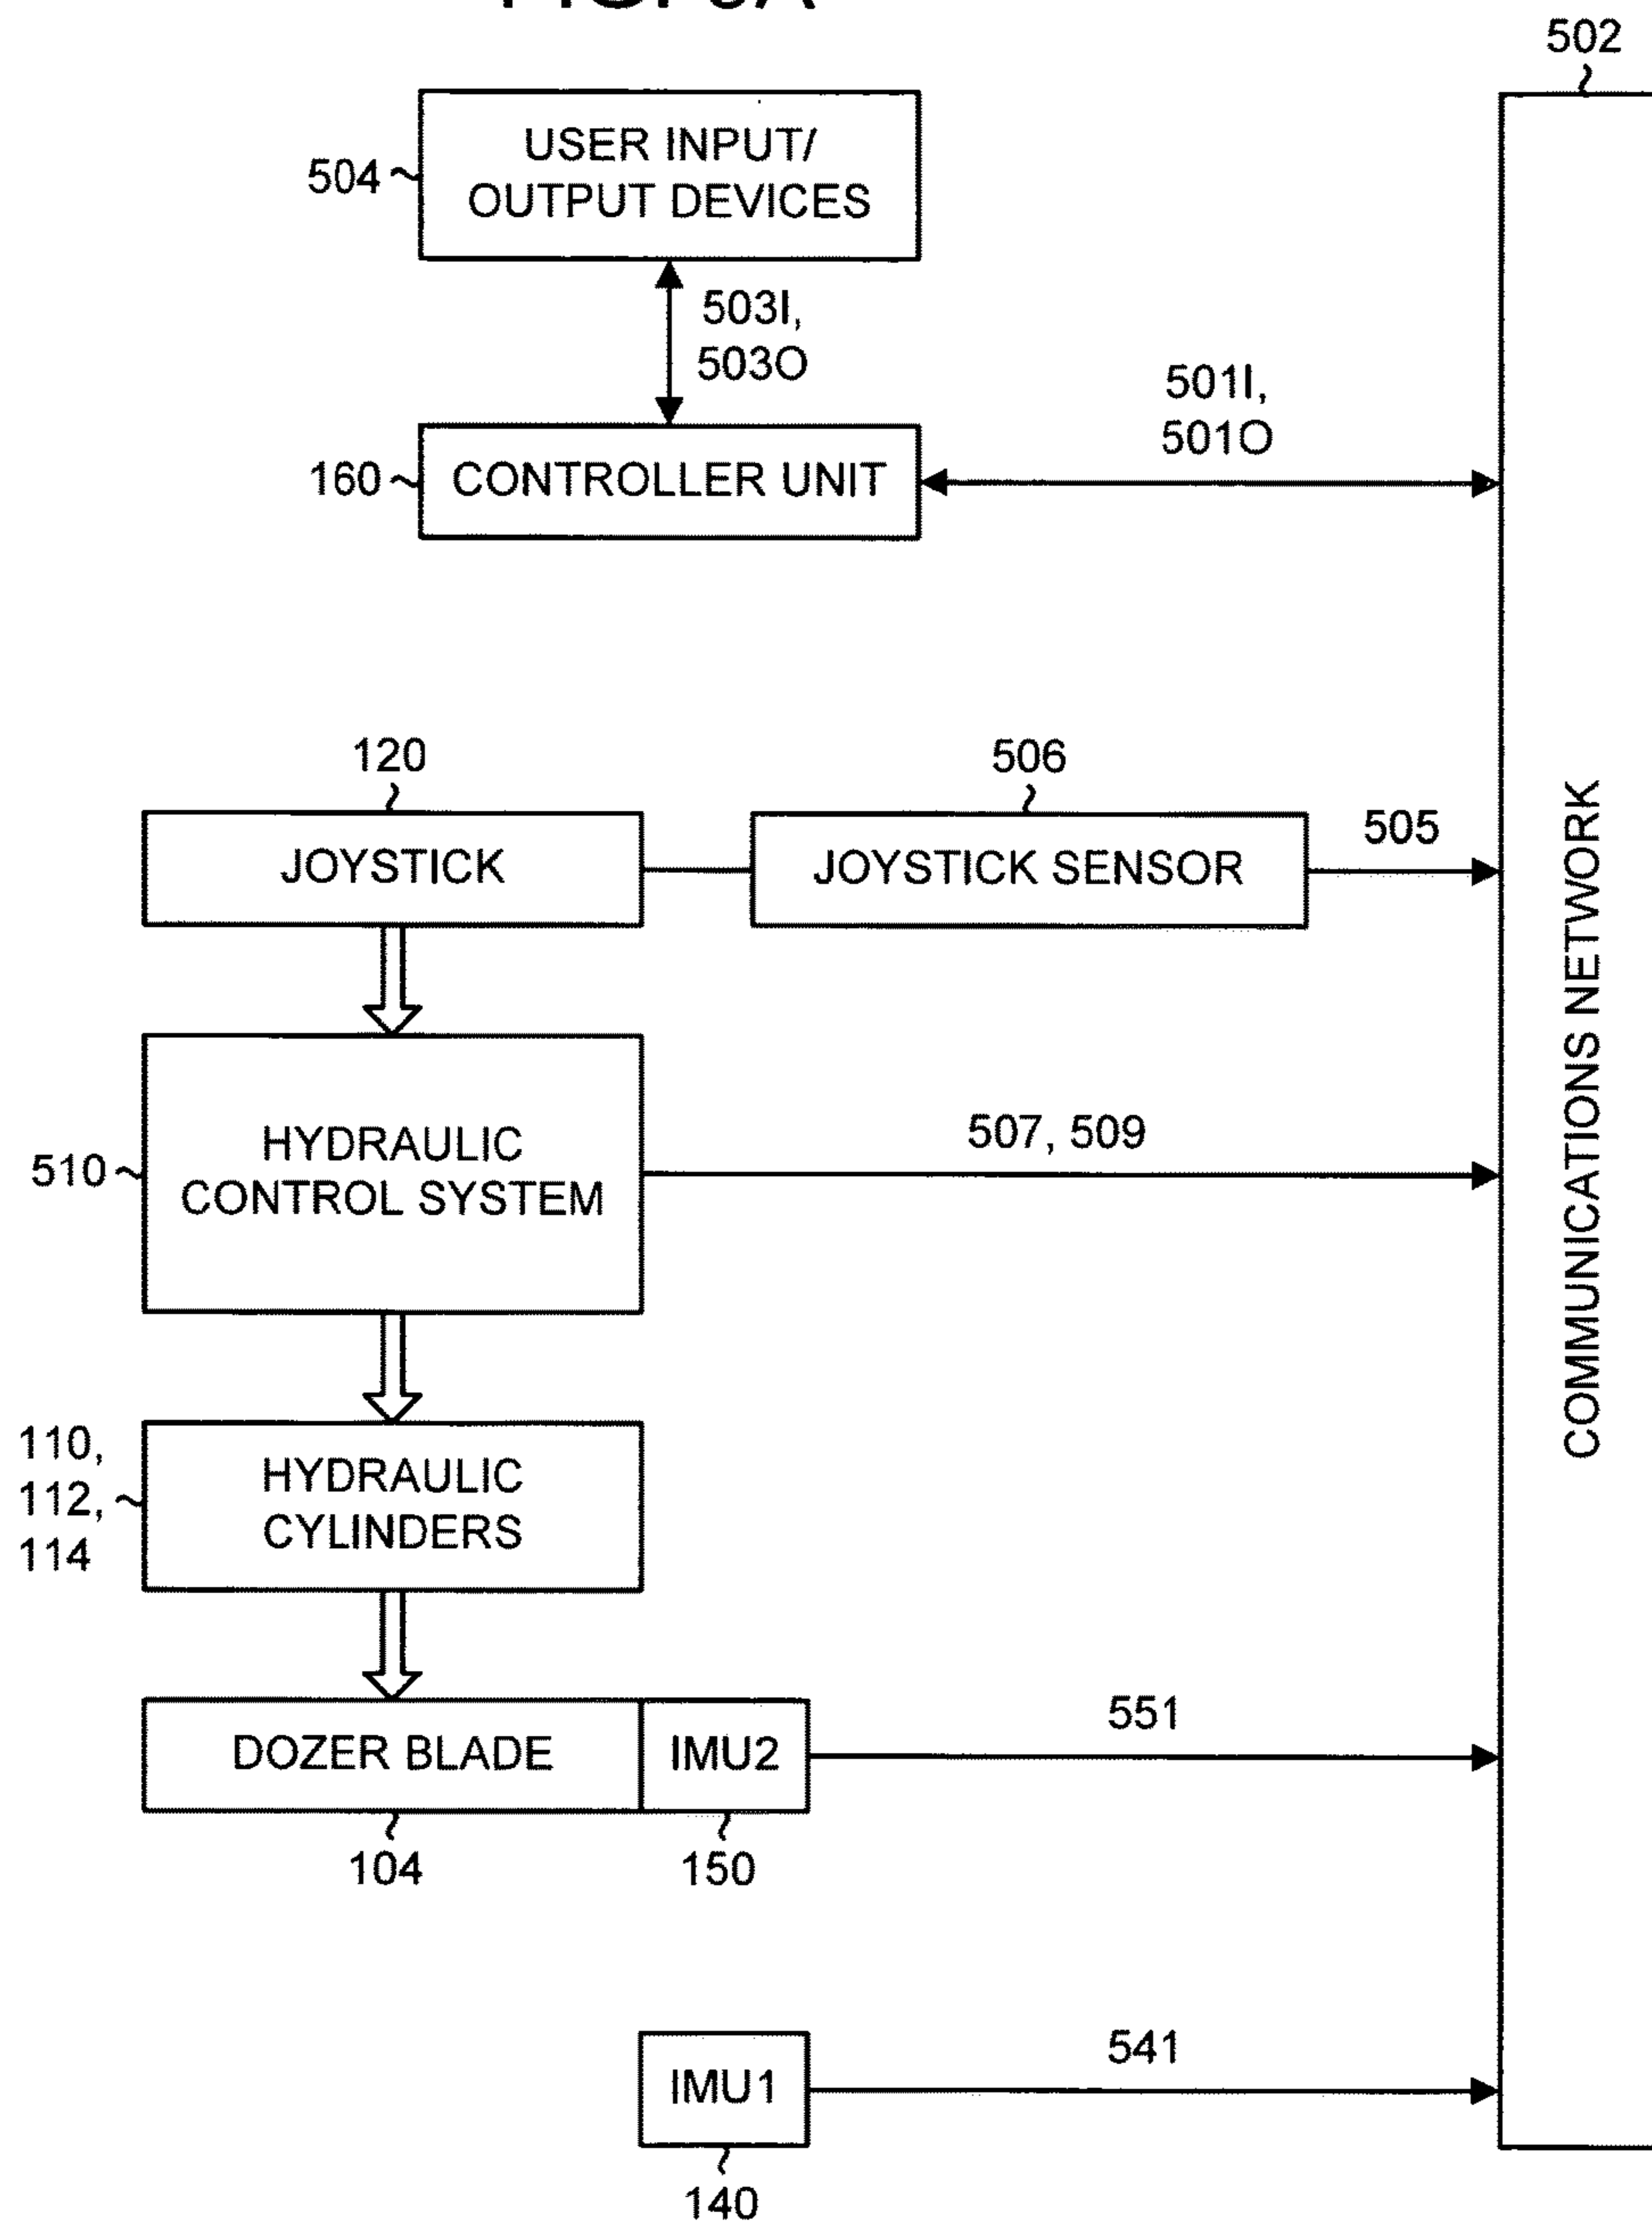 502
USER INPUT/
OUTPUT DEVICES
504
503I,
503O
501I,
501O
160
CONTROLLER UNIT
120
506
JOYSTICK
JOYSTICK SENSOR
505
COMMUNICATIONS NETWORK
510
HYDRAULIC
CONTROL SYSTEM
507, 509
110,
112,
114
HYDRAULIC
CYLINDERS
DOZER BLADE
IMU2
551
104
150
IMU1
541
140